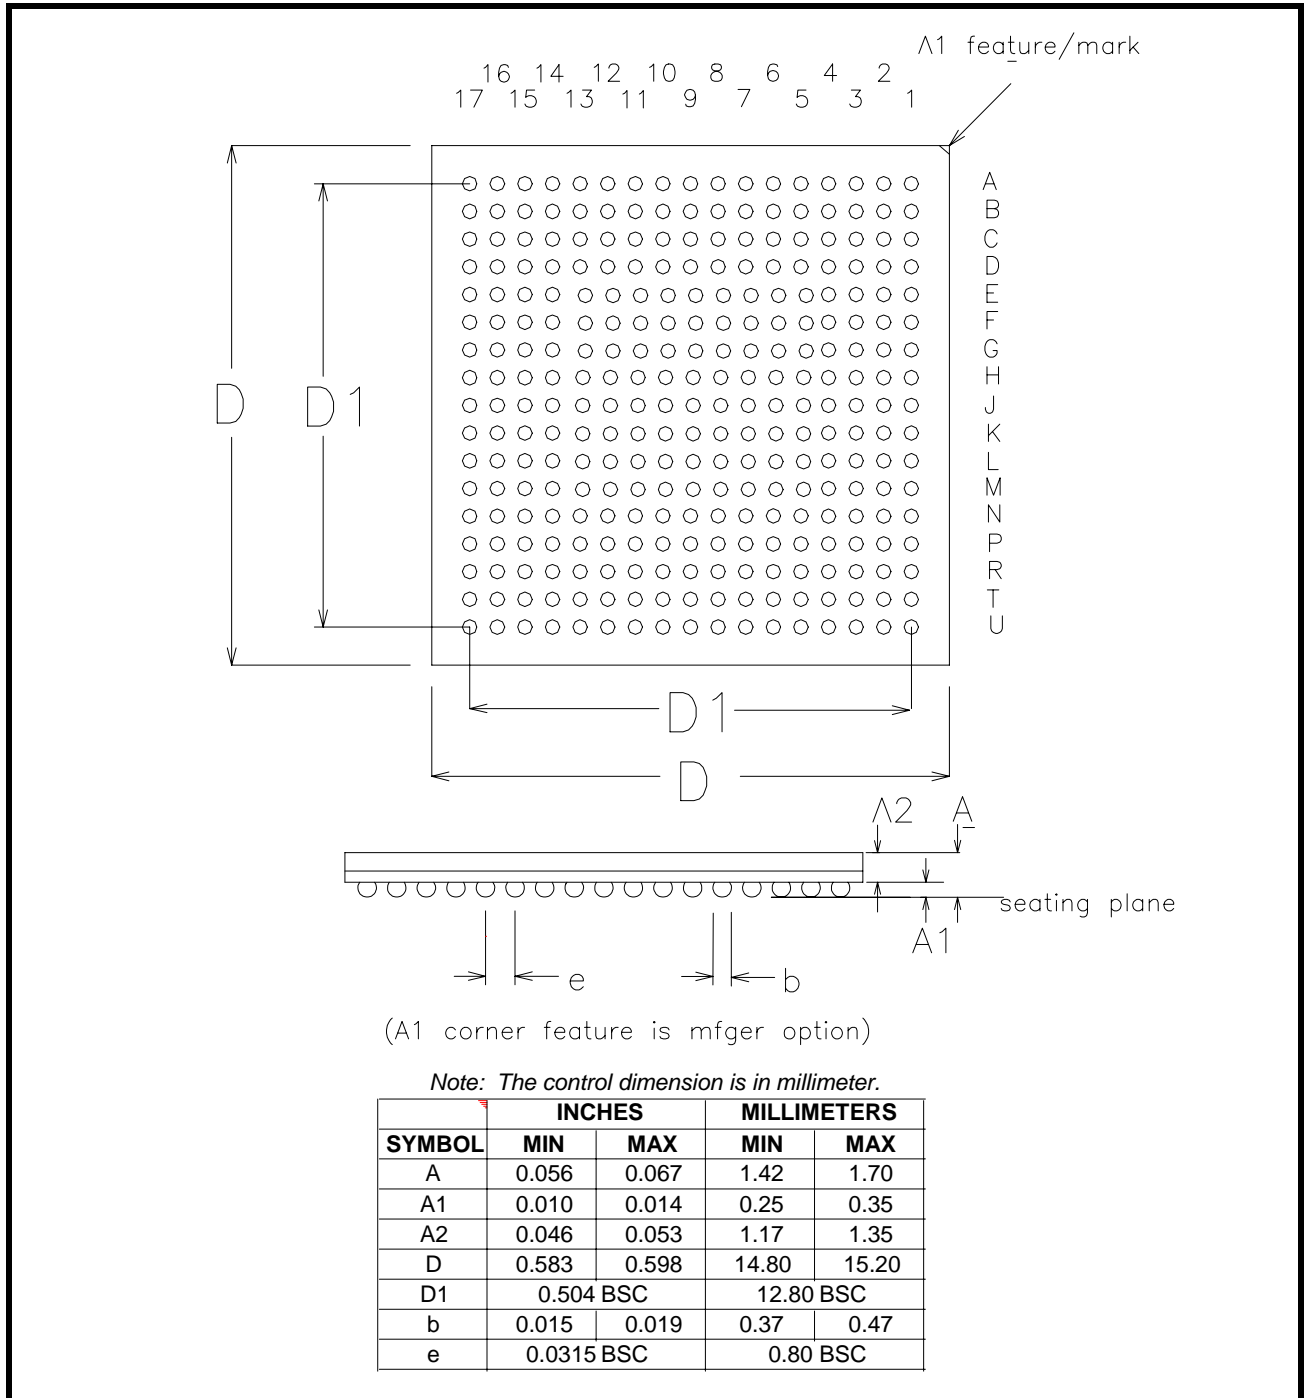 Λ1 feature/mark
16 14 12 10 8 6 4 2
17 15 13 11 9 7 5 3 1
A
B
C
D
E
F
G
H
J
K
L
M
N
P
R
T
U
D
D1
D1
D
Λ2
A
seating plane
A1
e
b
(A1 corner feature is mfger option)
Note: The control dimension is in millimeter.
INCHES MILLIMETERS
SYMBOL MIN MAX MIN MAX
A 0.056 0.067 1.42 1.70
A1 0.010 0.014 0.25 0.35
A2 0.046 0.053 1.17 1.35
D 0.583 0.598 14.80 15.20
D1 0.504 BSC 12.80 BSC
b 0.015 0.019 0.37 0.47
e 0.0315 BSC 0.80 BSC